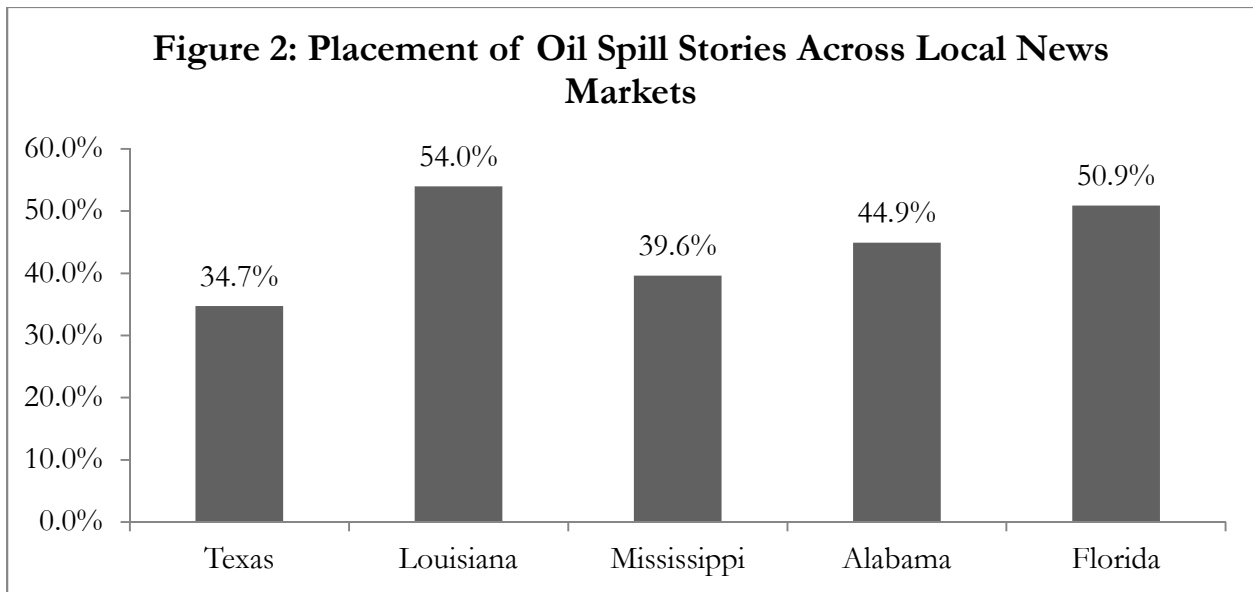 Figure 2: Placement of Oil Spill Stories Across Local News
Markets
60.0%
50.0%
40.0%
30.0%
20.0%
10.0%
0.0%
34.7%
54.0%
39.6%
44.9%
50.9%
Texas
Louisiana
Mississippi
Alabama
Florida